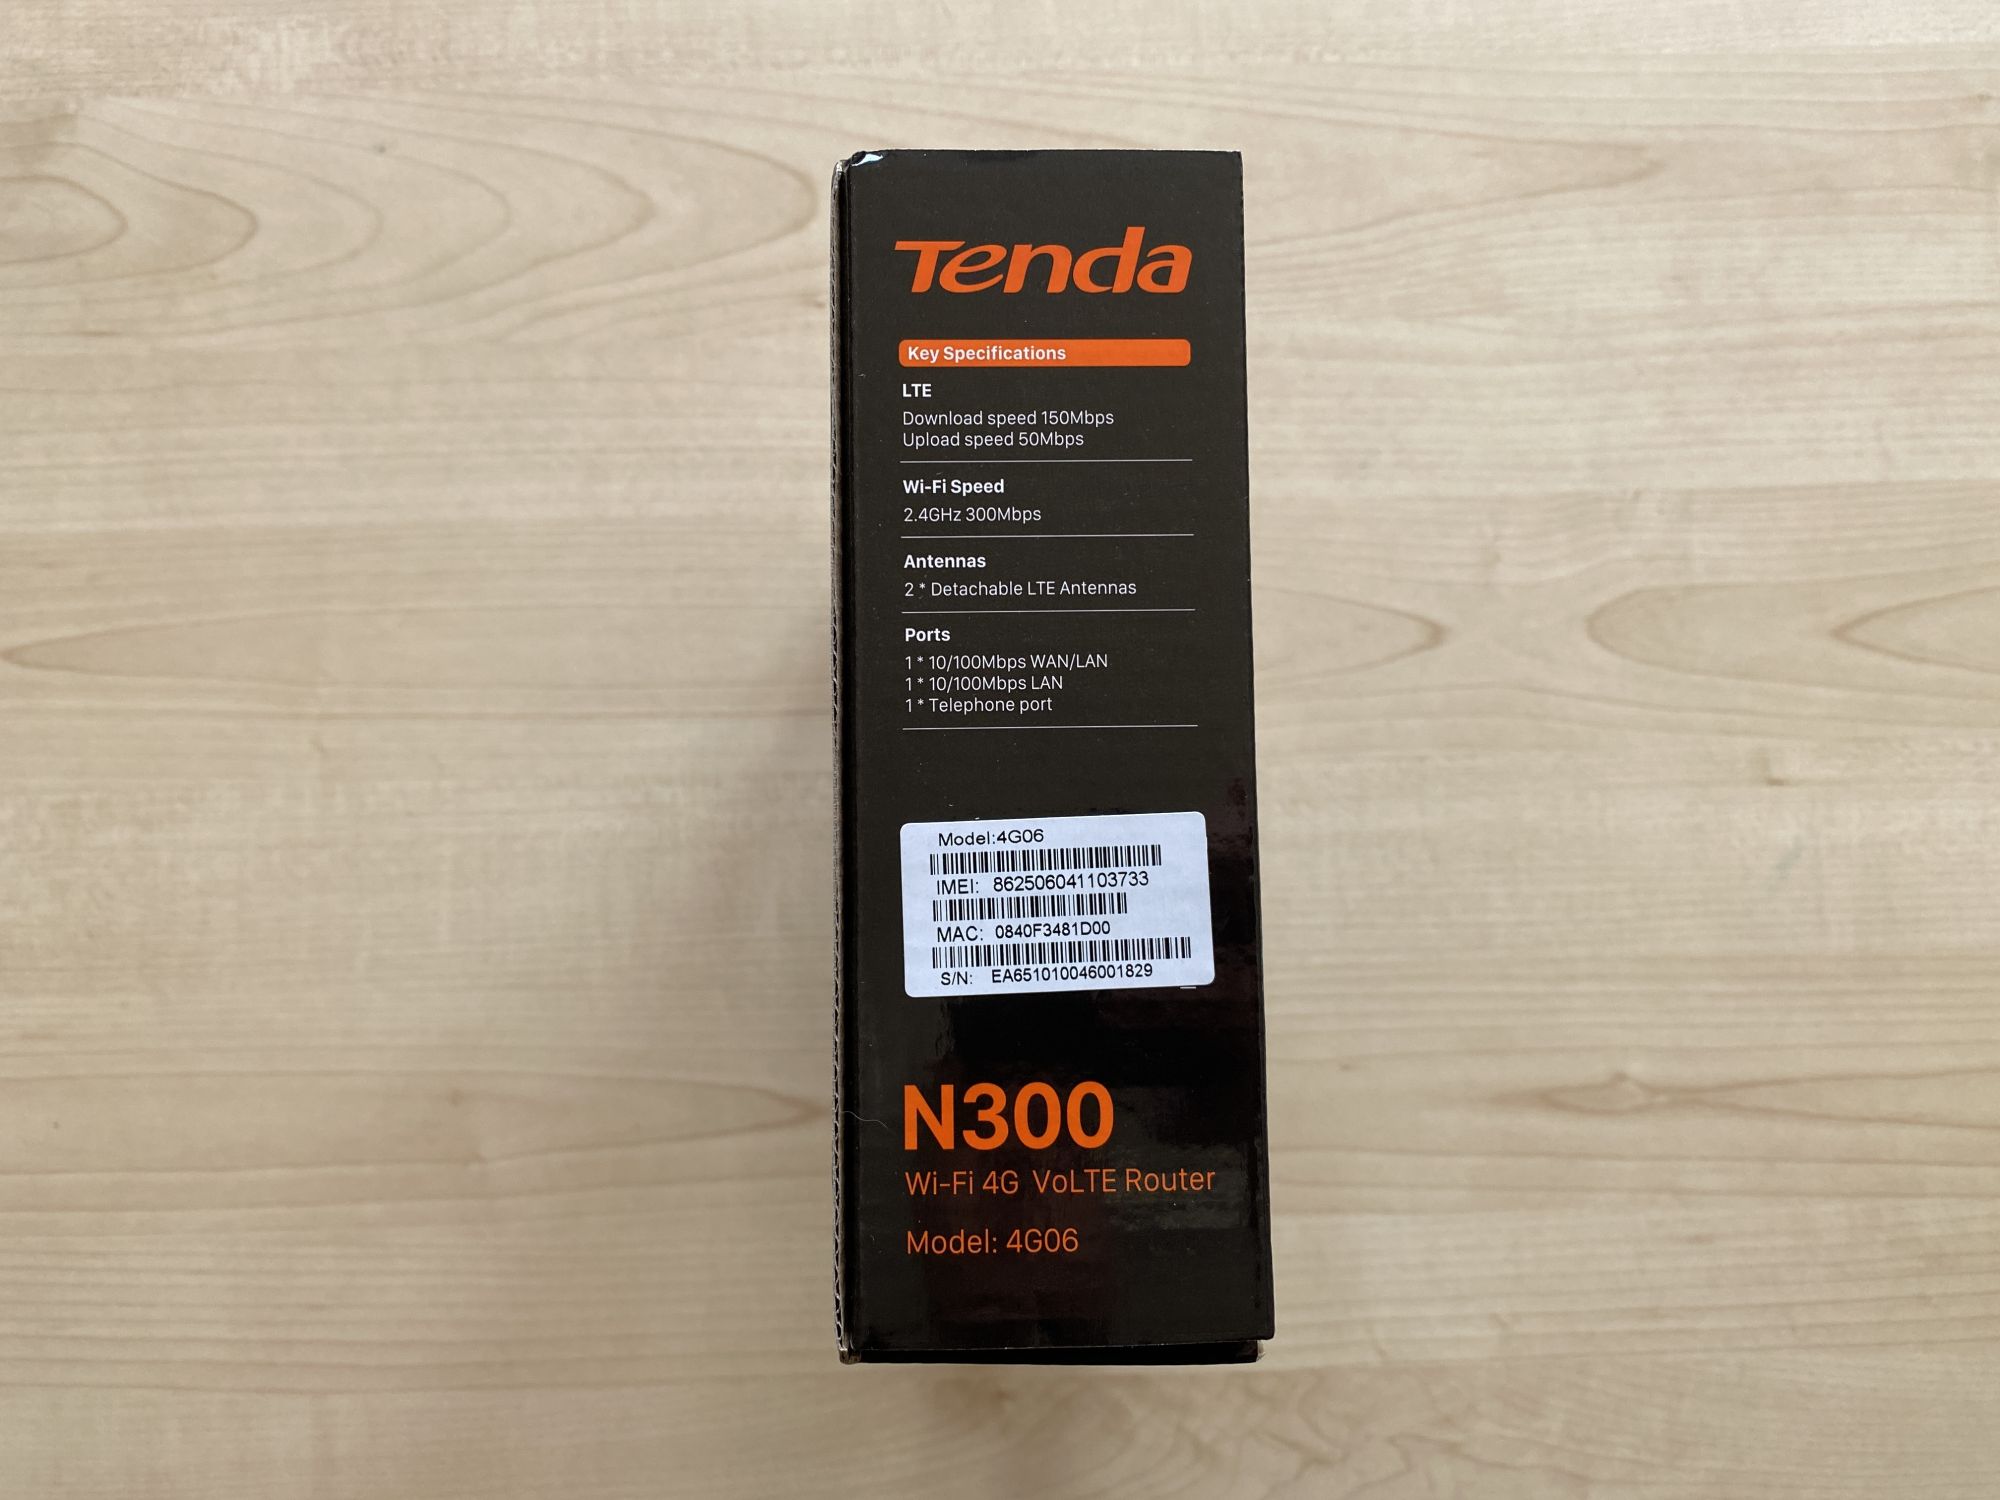 Tenda
Key Specifications
LTE
Download speed 150Mbps
Upload speed 50Mbps
Wi-Fi Speed
2.4GHz 300Mbps
Antennas
2 * Detachable LTE Antennas
Ports
1 * 10/100Mbps WAN/LAN
1 * 10/100Mbps LAN
1 * Telephone port
Model:4G06
IMEI: 862506041103733
MAC: 0840F3481D00
S/N: EA651010046001829
N300
Wi-Fi 4G VoLTE Router
Model: 4G06